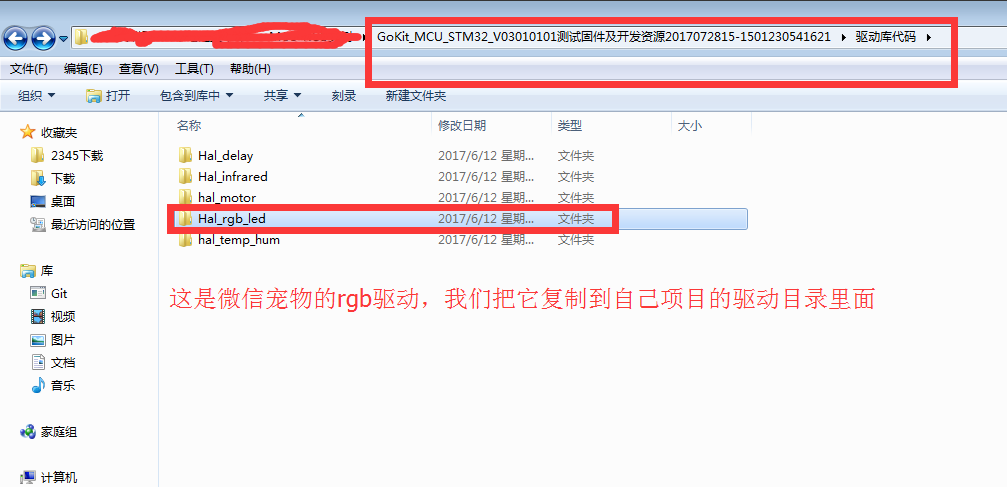 GoKit_MCU_STM32_V03010101测试固件及开发资源2017072815-1501230541621 驱动库代码
文件(F) 编辑(E) 查看(V) 工具(T) 帮助(H)
组织 打开 包含到库中 共享 刻录 新建文件夹
名称 修改日期 类型 大小
收藏夹
2345下载
下载
桌面
最近访问的位置
库
Git
视频
图片
文档
音乐
家庭组
计算机
Hal_delay 2017/6/12 星期... 文件夹
Hal_infrared 2017/6/12 星期... 文件夹
hal_motor 2017/6/12 星期... 文件夹
Hal_rgb_led 2017/6/12 星期... 文件夹
hal_temp_hum 2017/6/12 星期... 文件夹
这是微信宠物的rgb驱动，我们把它复制到自己项目的驱动目录里面